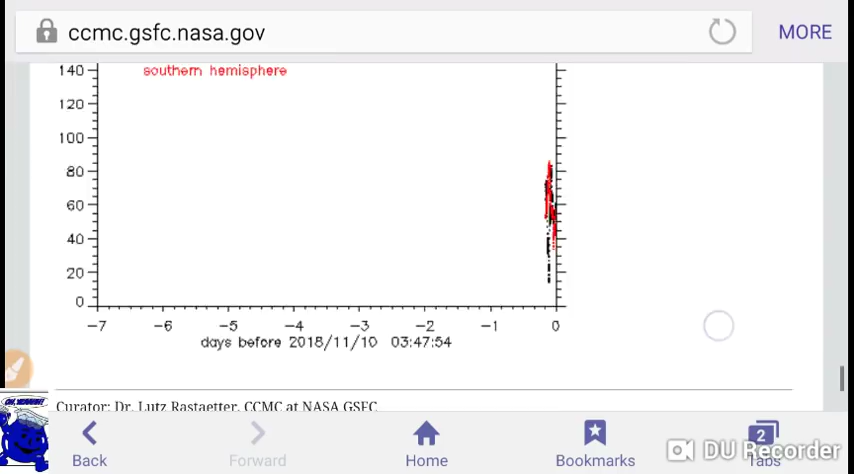 ccmc.gsfc.nasa.gov
MORE
140
southern hemisphere
120
100
80
60
40
20
0
-7 -6 -5 -4 -3 -2 -1 0
days before 2018/11/10 03:47:54
Curator: Dr. Lutz Rastaetter, CCMC at NASA GSFC
OH, YEAHHH!
2
DU Recorder
Back Forward Home Bookmarks Tabs